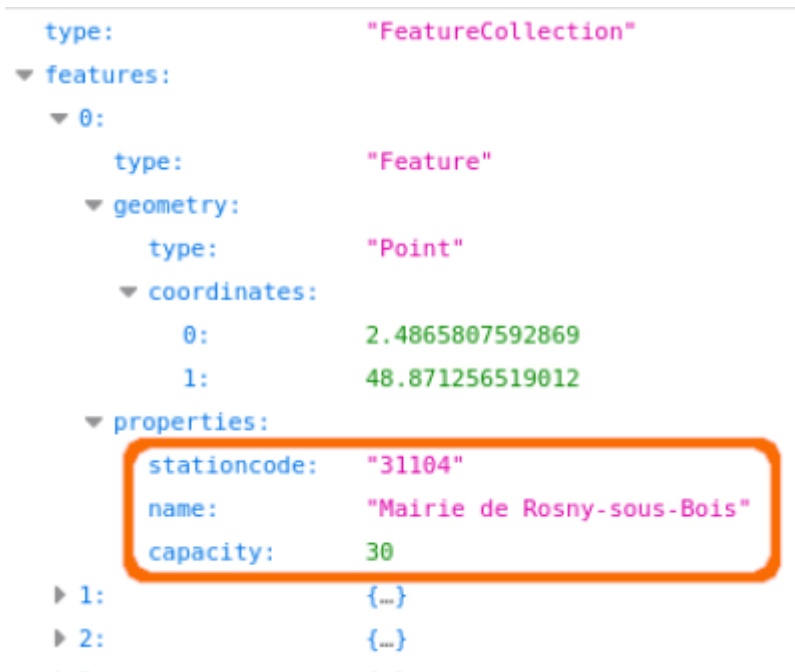 type: "FeatureCollection"
features:
0:
type: "Feature"
geometry:
type: "Point"
coordinates:
0: 2.4865807592869
1: 48.871256519012
properties:
stationcode: "31104"
name: "Mairie de Rosny-sous-Bois"
capacity: 30
1: {…}
2: {…}